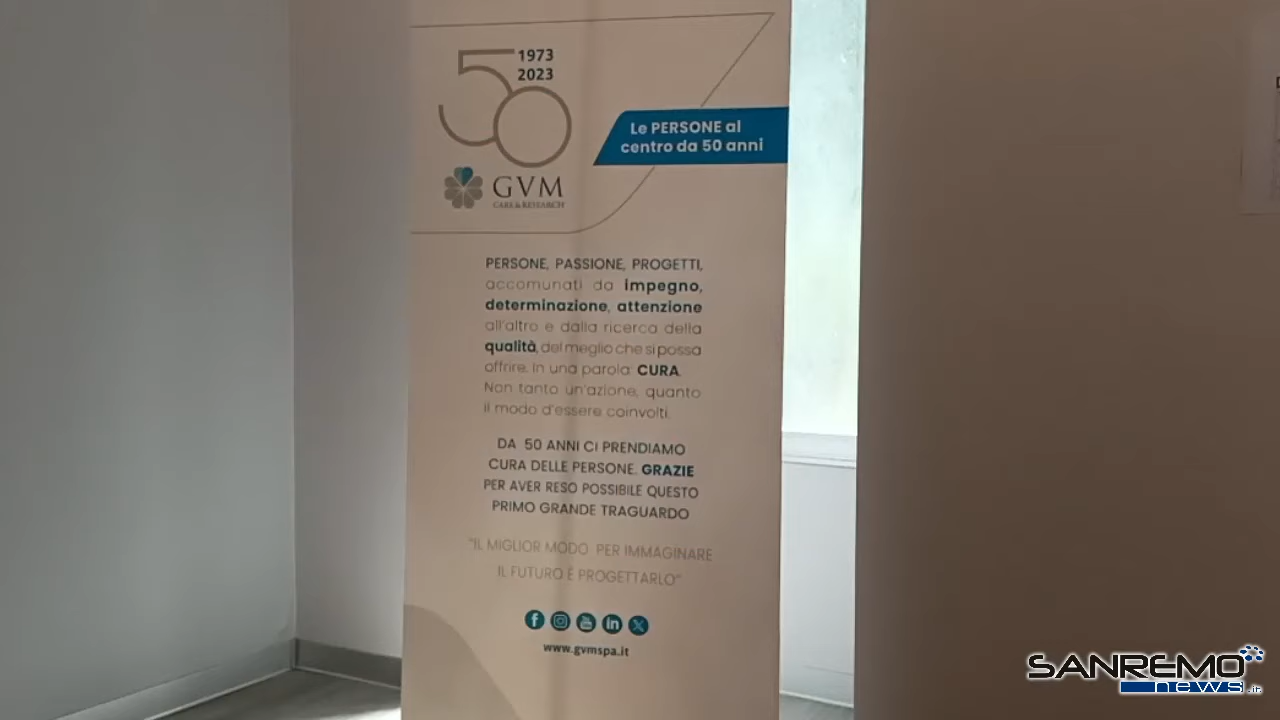 50
1973
2023
Le PERSONE al
centro da 50 anni
GVM
CARE & RESEARCH
PERSONE, PASSIONE, PROGETTI,
accomunati da impegno,
determinazione, attenzione
all'altro e dalla ricerca della
qualità, del meglio che si possa
offrire. In una parola: CURA.
Non tanto un'azione, quanto
il modo d'essere coinvolti.
DA 50 ANNI CI PRENDIAMO
CURA DELLE PERSONE. GRAZIE
PER AVER RESO POSSIBILE QUESTO
PRIMO GRANDE TRAGUARDO
"IL MIGLIOR MODO PER IMMAGINARE
IL FUTURO È PROGETTARLO"
www.gvmspa.it
SANREMO
news.it